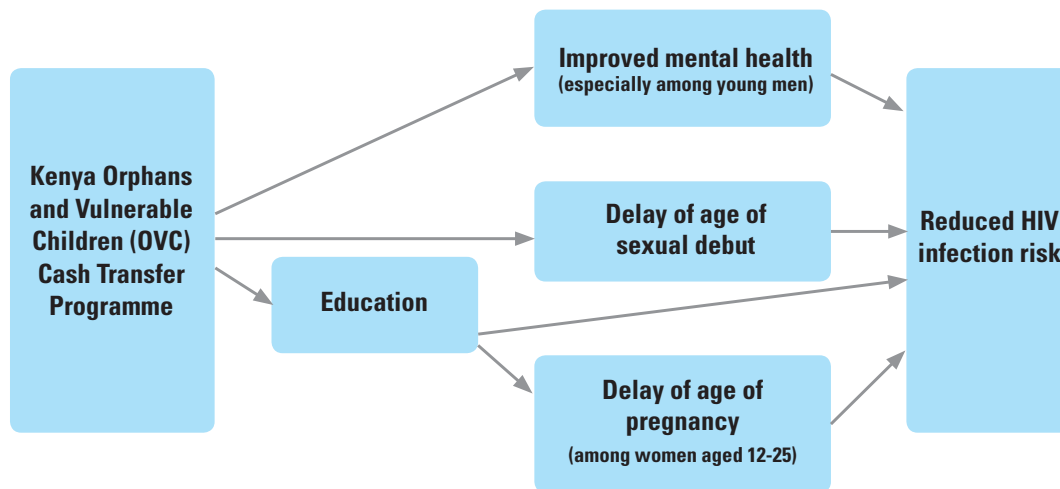 Kenya Orphans
and Vulnerable
Children (OVC)
Cash Transfer
Programme
Improved mental health
(especially among young men)
Delay of age of
sexual debut
Education
Delay of age of
pregnancy
(among women aged 12-25)
Reduced HIV
infection risk